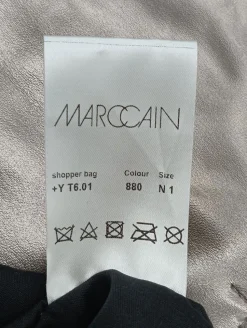 MARCCAIN
shopper bag Colour Size
+Y T6.01 880 N 1